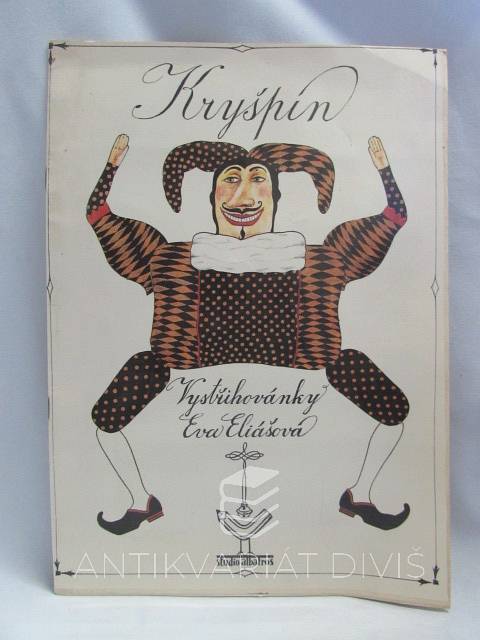 Kryšpín
Vystřihovánky
Eva Eliášová
studio albatros
ANTIKVARIÁT DIVIŠ